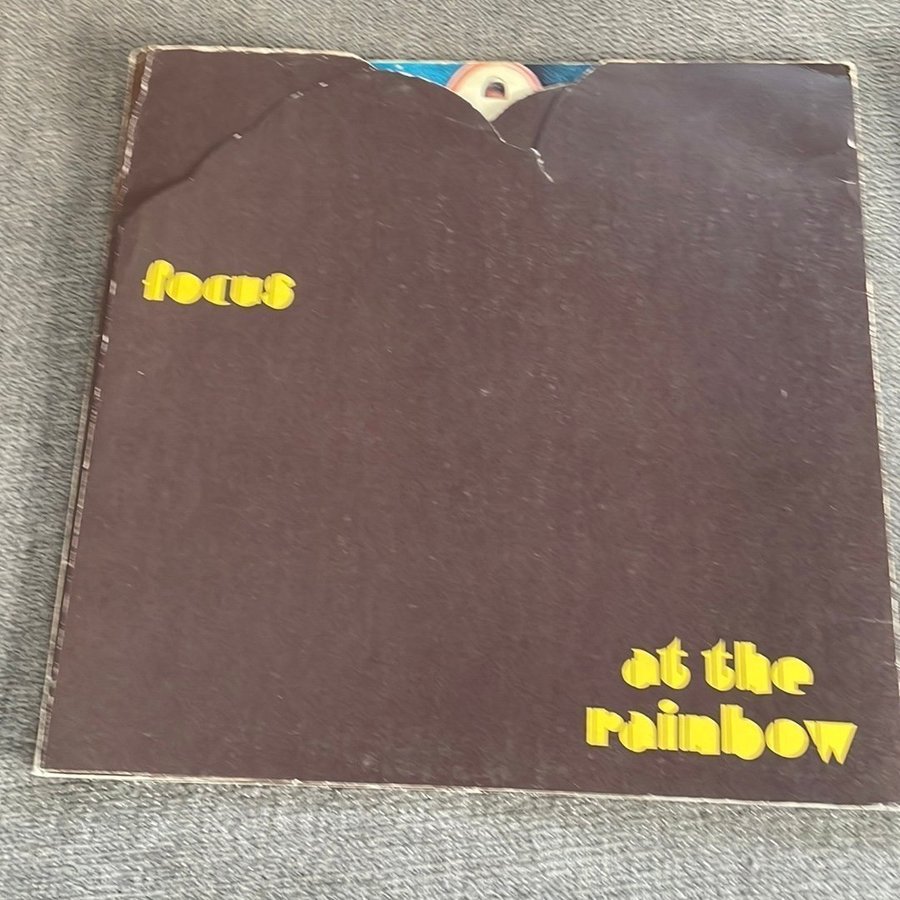 focus
at the
rainbow